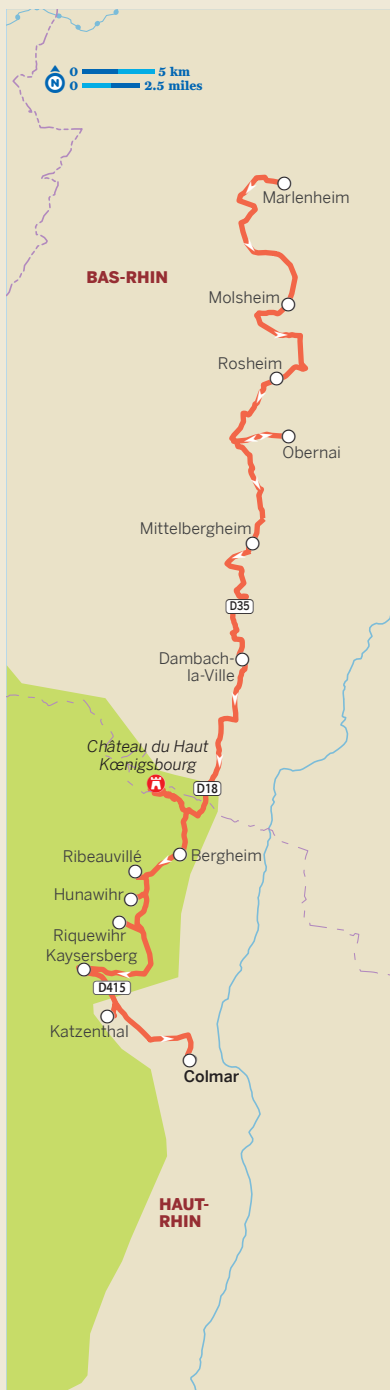 0 5 km
N
0 2.5 miles
Marlenheim
BAS-RHIN
Molsheim
Rosheim
Obernai
Mittelbergheim
D35
Dambach-
la-Ville
Château du Haut
Kœnigsbourg
D18
Ribeauvillé
Bergheim
Hunawihr
Riquewihr
Kaysersberg
D415
Katzenthal
Colmar
HAUT-
RHIN